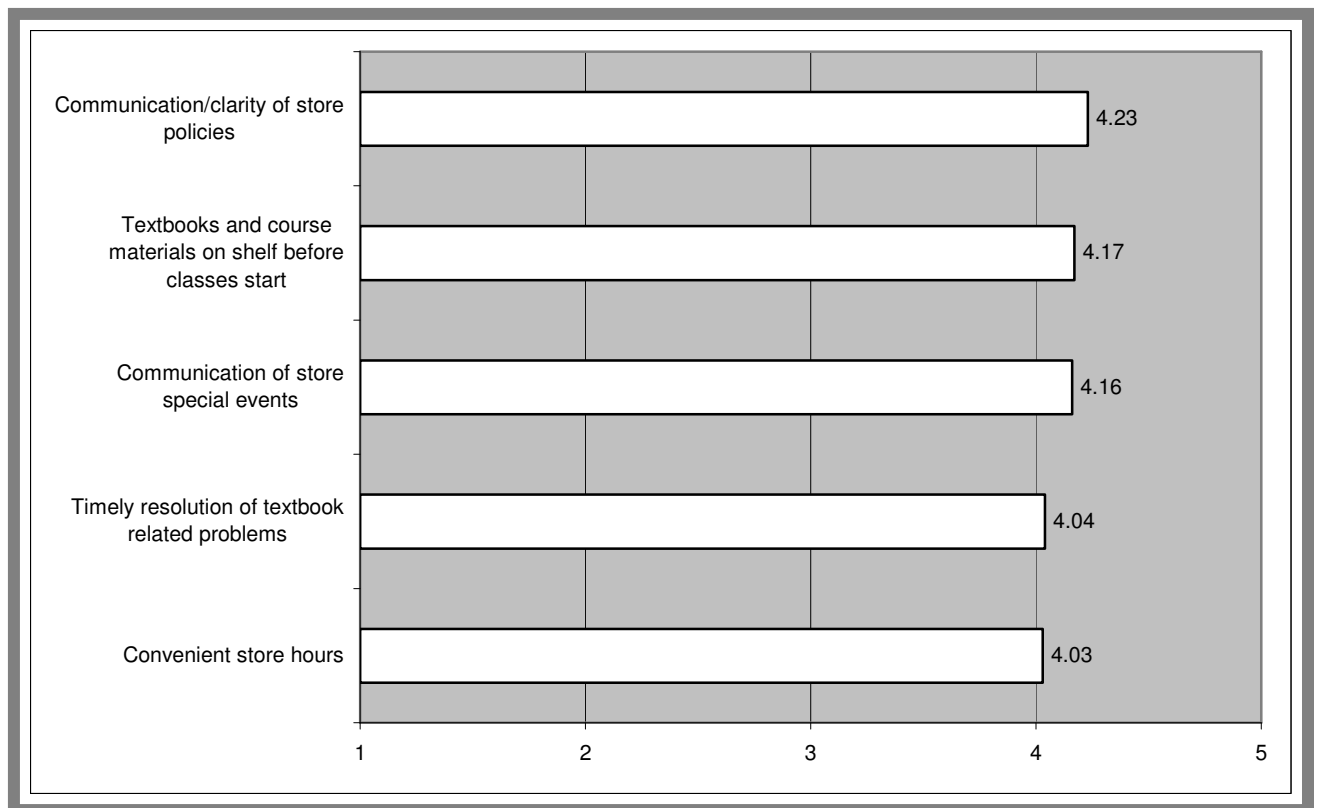 Communication/clarity of store
policies
4.23
Textbooks and course
materials on shelf before
classes start
4.17
Communication of store
special events
4.16
Timely resolution of textbook
related problems
4.04
Convenient store hours
4.03
1 2 3 4 5